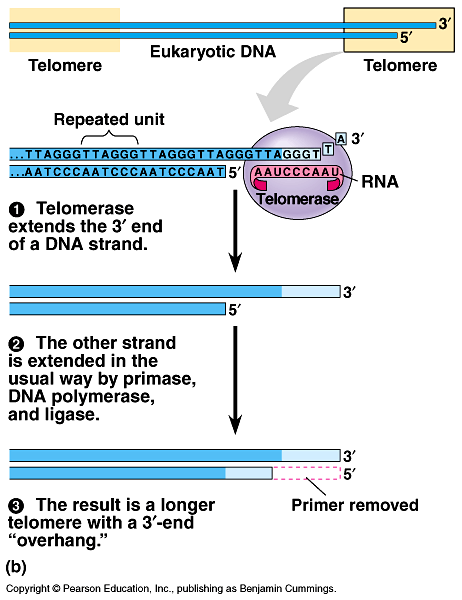 3′
5′
Eukaryotic DNA
Telomere
Telomere
Repeated unit
...TTAGGGTTAGGGTTAGGGTTAGGGTTAGGGT T A 3′
...AATCCCAATCCCAATCCCAAT 5′ AAUCCCAAU
RNA
Telomerase
1 Telomerase
extends the 3′ end
of a DNA strand.
3′
5′
2 The other strand
is extended in the
usual way by primase,
DNA polymerase,
and ligase.
3′
5′
3 The result is a longer
telomere with a 3′-end
“overhang.”
Primer removed
(b)
Copyright © Pearson Education, Inc., publishing as Benjamin Cummings.